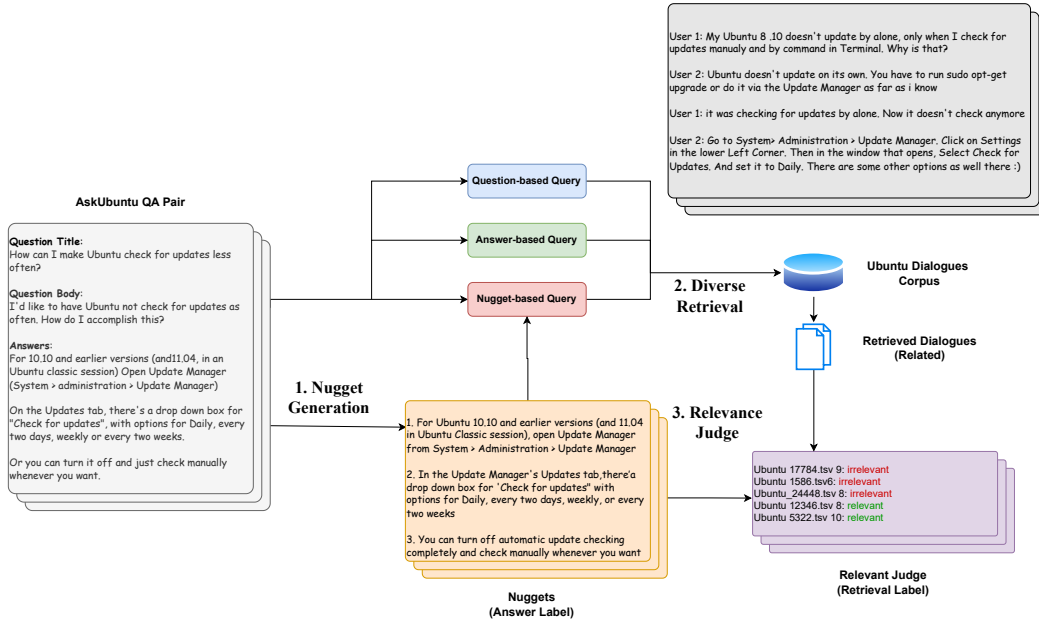 User 1: My Ubuntu 8 .10 doesn't update by alone, only when I check for
updates manualy and by command in Terminal. Why is that?
User 2: Ubuntu doesn't update on its own. You have to run sudo opt-get
upgrade or do it via the Update Manager as far as i know
User 1: it was checking for updates by alone. Now it doesn't check anymore
User 2: Go to System> Administration > Update Manager. Click on Settings
in the lower Left Corner. Then in the window that opens, Select Check for
Updates. And set it to Daily. There are some other options as well there :)
Question-based Query
Answer-based Query
Nugget-based Query
AskUbuntu QA Pair
Question Title:
How can I make Ubuntu check for updates less
often?
Question Body:
I'd like to have Ubuntu not check for updates as
often. How do I accomplish this?
Answers:
For 10.10 and earlier versions (and11.04, in an
Ubuntu classic session) Open Update Manager
(System > administration > Update Manager)
On the Updates tab, there's a drop down box for
"Check for updates", with options for Daily, every
two days, weekly or every two weeks.
Or you can turn it off and just check manually
whenever you want.
2. Diverse
Retrieval
Ubuntu Dialogues
Corpus
Retrieved Dialogues
(Related)
1. Nugget
Generation
1. For Ubuntu 10.10 and earlier versions (and 11.04
in Ubuntu Classic session), open Update Manager
from System > Administration > Update Manager
2. In the Update Manager's Updates tab,there'a
drop down box for 'Check for updates" with
options for Daily, every two days, weekly, or every
two weeks
3. You can turn off automatic update checking
completely and check manually whenever you want
Nuggets
(Answer Label)
3. Relevance
Judge
Ubuntu 17784.tsv 9: irrelevant
Ubuntu 1586.tsv6: irrelevant
Ubuntu_24448.tsv 8: irrelevant
Ubuntu 12346.tsv 8: relevant
Ubuntu 5322.tsv 10: relevant
Relevant Judge
(Retrieval Label)